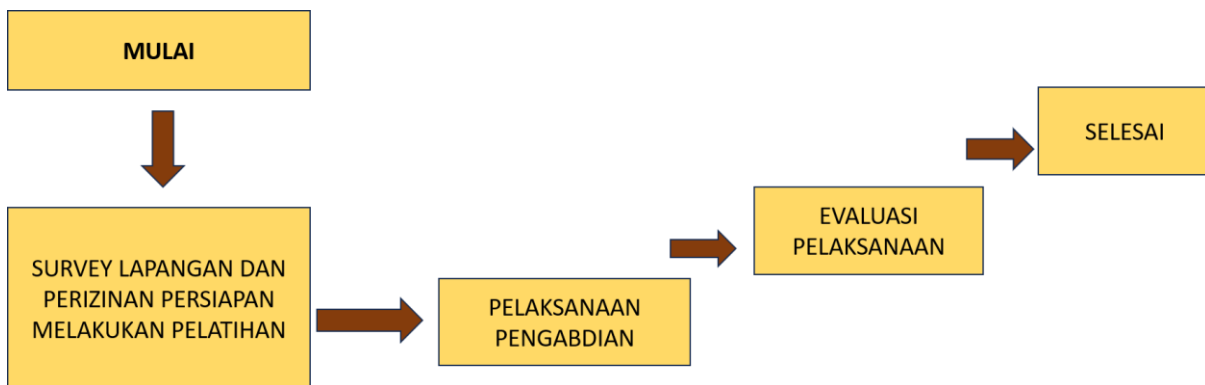 MULAI
SURVEY LAPANGAN DAN
PERIZINAN PERSIAPAN
MELAKUKAN PELATIHAN
PELAKSANAAN
PENGABDIAN
EVALUASI
PELAKSANAAN
SELESAI